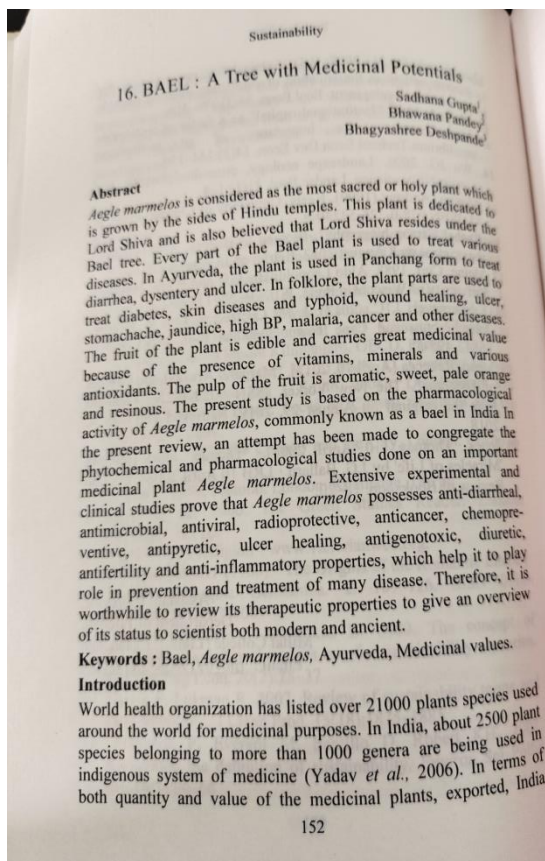 Sustainability
16. BAEL : A Tree with Medicinal Potentials
Sadhana Gupta¹
Bhawana Pandey²
Bhagyashree Deshpande³
Abstract
Aegle marmelos is considered as the most sacred or holy plant which
is grown by the sides of Hindu temples. This plant is dedicated to
Lord Shiva and is also believed that Lord Shiva resides under the
Bael tree. Every part of the Bael plant is used to treat various
diseases. In Ayurveda, the plant is used in Panchang form to treat
diarrhea, dysentery and ulcer. In folklore, the plant parts are used to
treat diabetes, skin diseases and typhoid, wound healing, ulcer,
stomachache, jaundice, high BP, malaria, cancer and other diseases.
The fruit of the plant is edible and carries great medicinal value
because of the presence of vitamins, minerals and various
antioxidants. The pulp of the fruit is aromatic, sweet, pale orange
and resinous. The present study is based on the pharmacological
activity of Aegle marmelos, commonly known as a bael in India In
the present review, an attempt has been made to congregate the
phytochemical and pharmacological studies done on an important
medicinal plant Aegle marmelos. Extensive experimental and
clinical studies prove that Aegle marmelos possesses anti-diarrheal,
antimicrobial, antiviral, radioprotective, anticancer, chemopre-
ventive, antipyretic, ulcer healing, antigenotoxic, diuretic,
antifertility and anti-inflammatory properties, which help it to play
role in prevention and treatment of many disease. Therefore, it is
worthwhile to review its therapeutic properties to give an overview
of its status to scientist both modern and ancient.
Keywords : Bael, Aegle marmelos, Ayurveda, Medicinal values.
Introduction
World health organization has listed over 21000 plants species used
around the world for medicinal purposes. In India, about 2500 plant
species belonging to more than 1000 genera are being used in
indigenous system of medicine (Yadav et al., 2006). In terms of
both quantity and value of the medicinal plants, exported, India
152